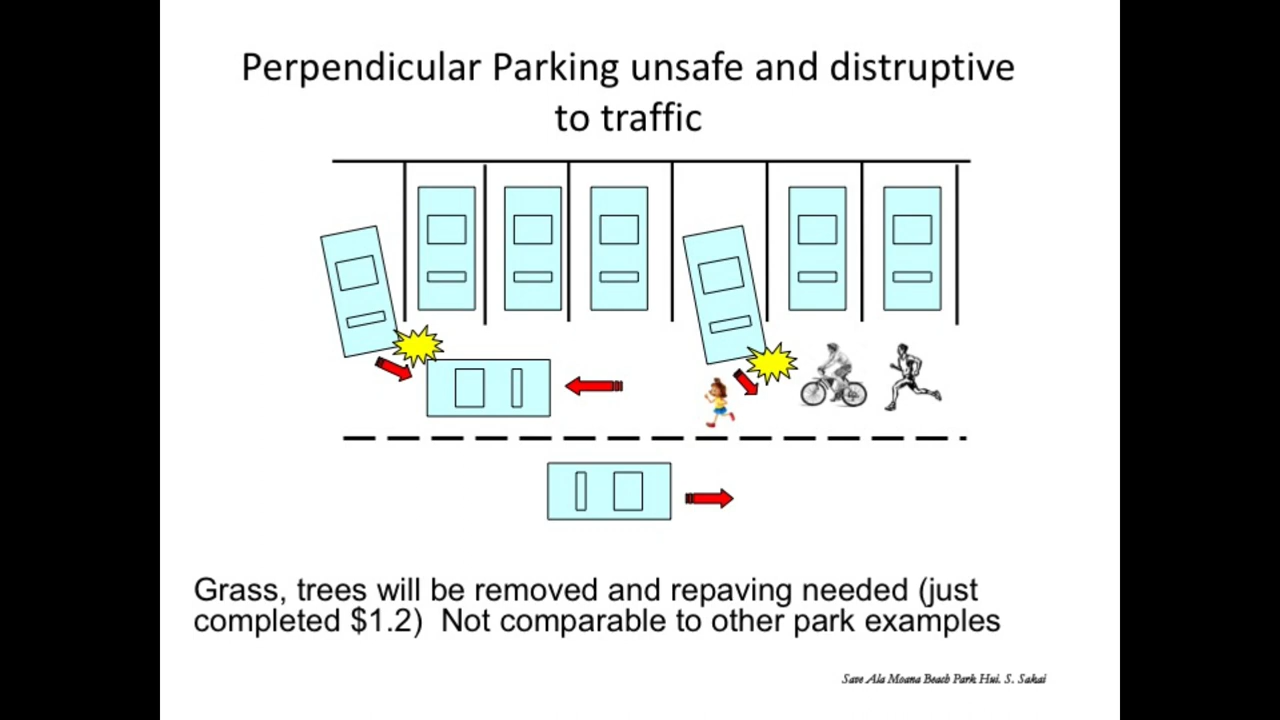 Perpendicular Parking unsafe and distruptive
to traffic
Grass, trees will be removed and repaving needed (just
completed $1.2)  Not comparable to other park examples
Save Ala Moana Beach Park Hui. S. Sakai